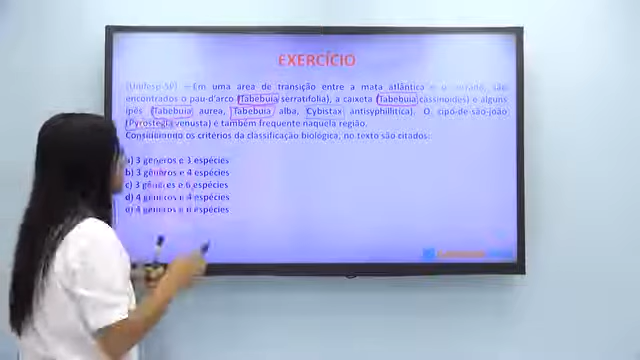 EXERCÍCIO
(Unifesp-SP) – Em uma área de transição entre a mata atlântica e o cerrado, são
encontrados o pau-d'arco (Tabebuia serratifolia), a caixeta (Tabebuia cassinoides) e alguns
ipês (Tabebuia aurea, Tabebuia alba, Cybistax antisyphillitica). O cipó-de-são-joão
(Pyrostegia venusta) é também frequente naquela região.
Considerando os critérios da classificação biológica, no texto são citados:
a) 3 gêneros e 3 espécies
b) 3 gêneros e 4 espécies
c) 3 gêneros e 6 espécies
d) 4 gêneros e 4 espécies
e) 4 gêneros e 6 espécies